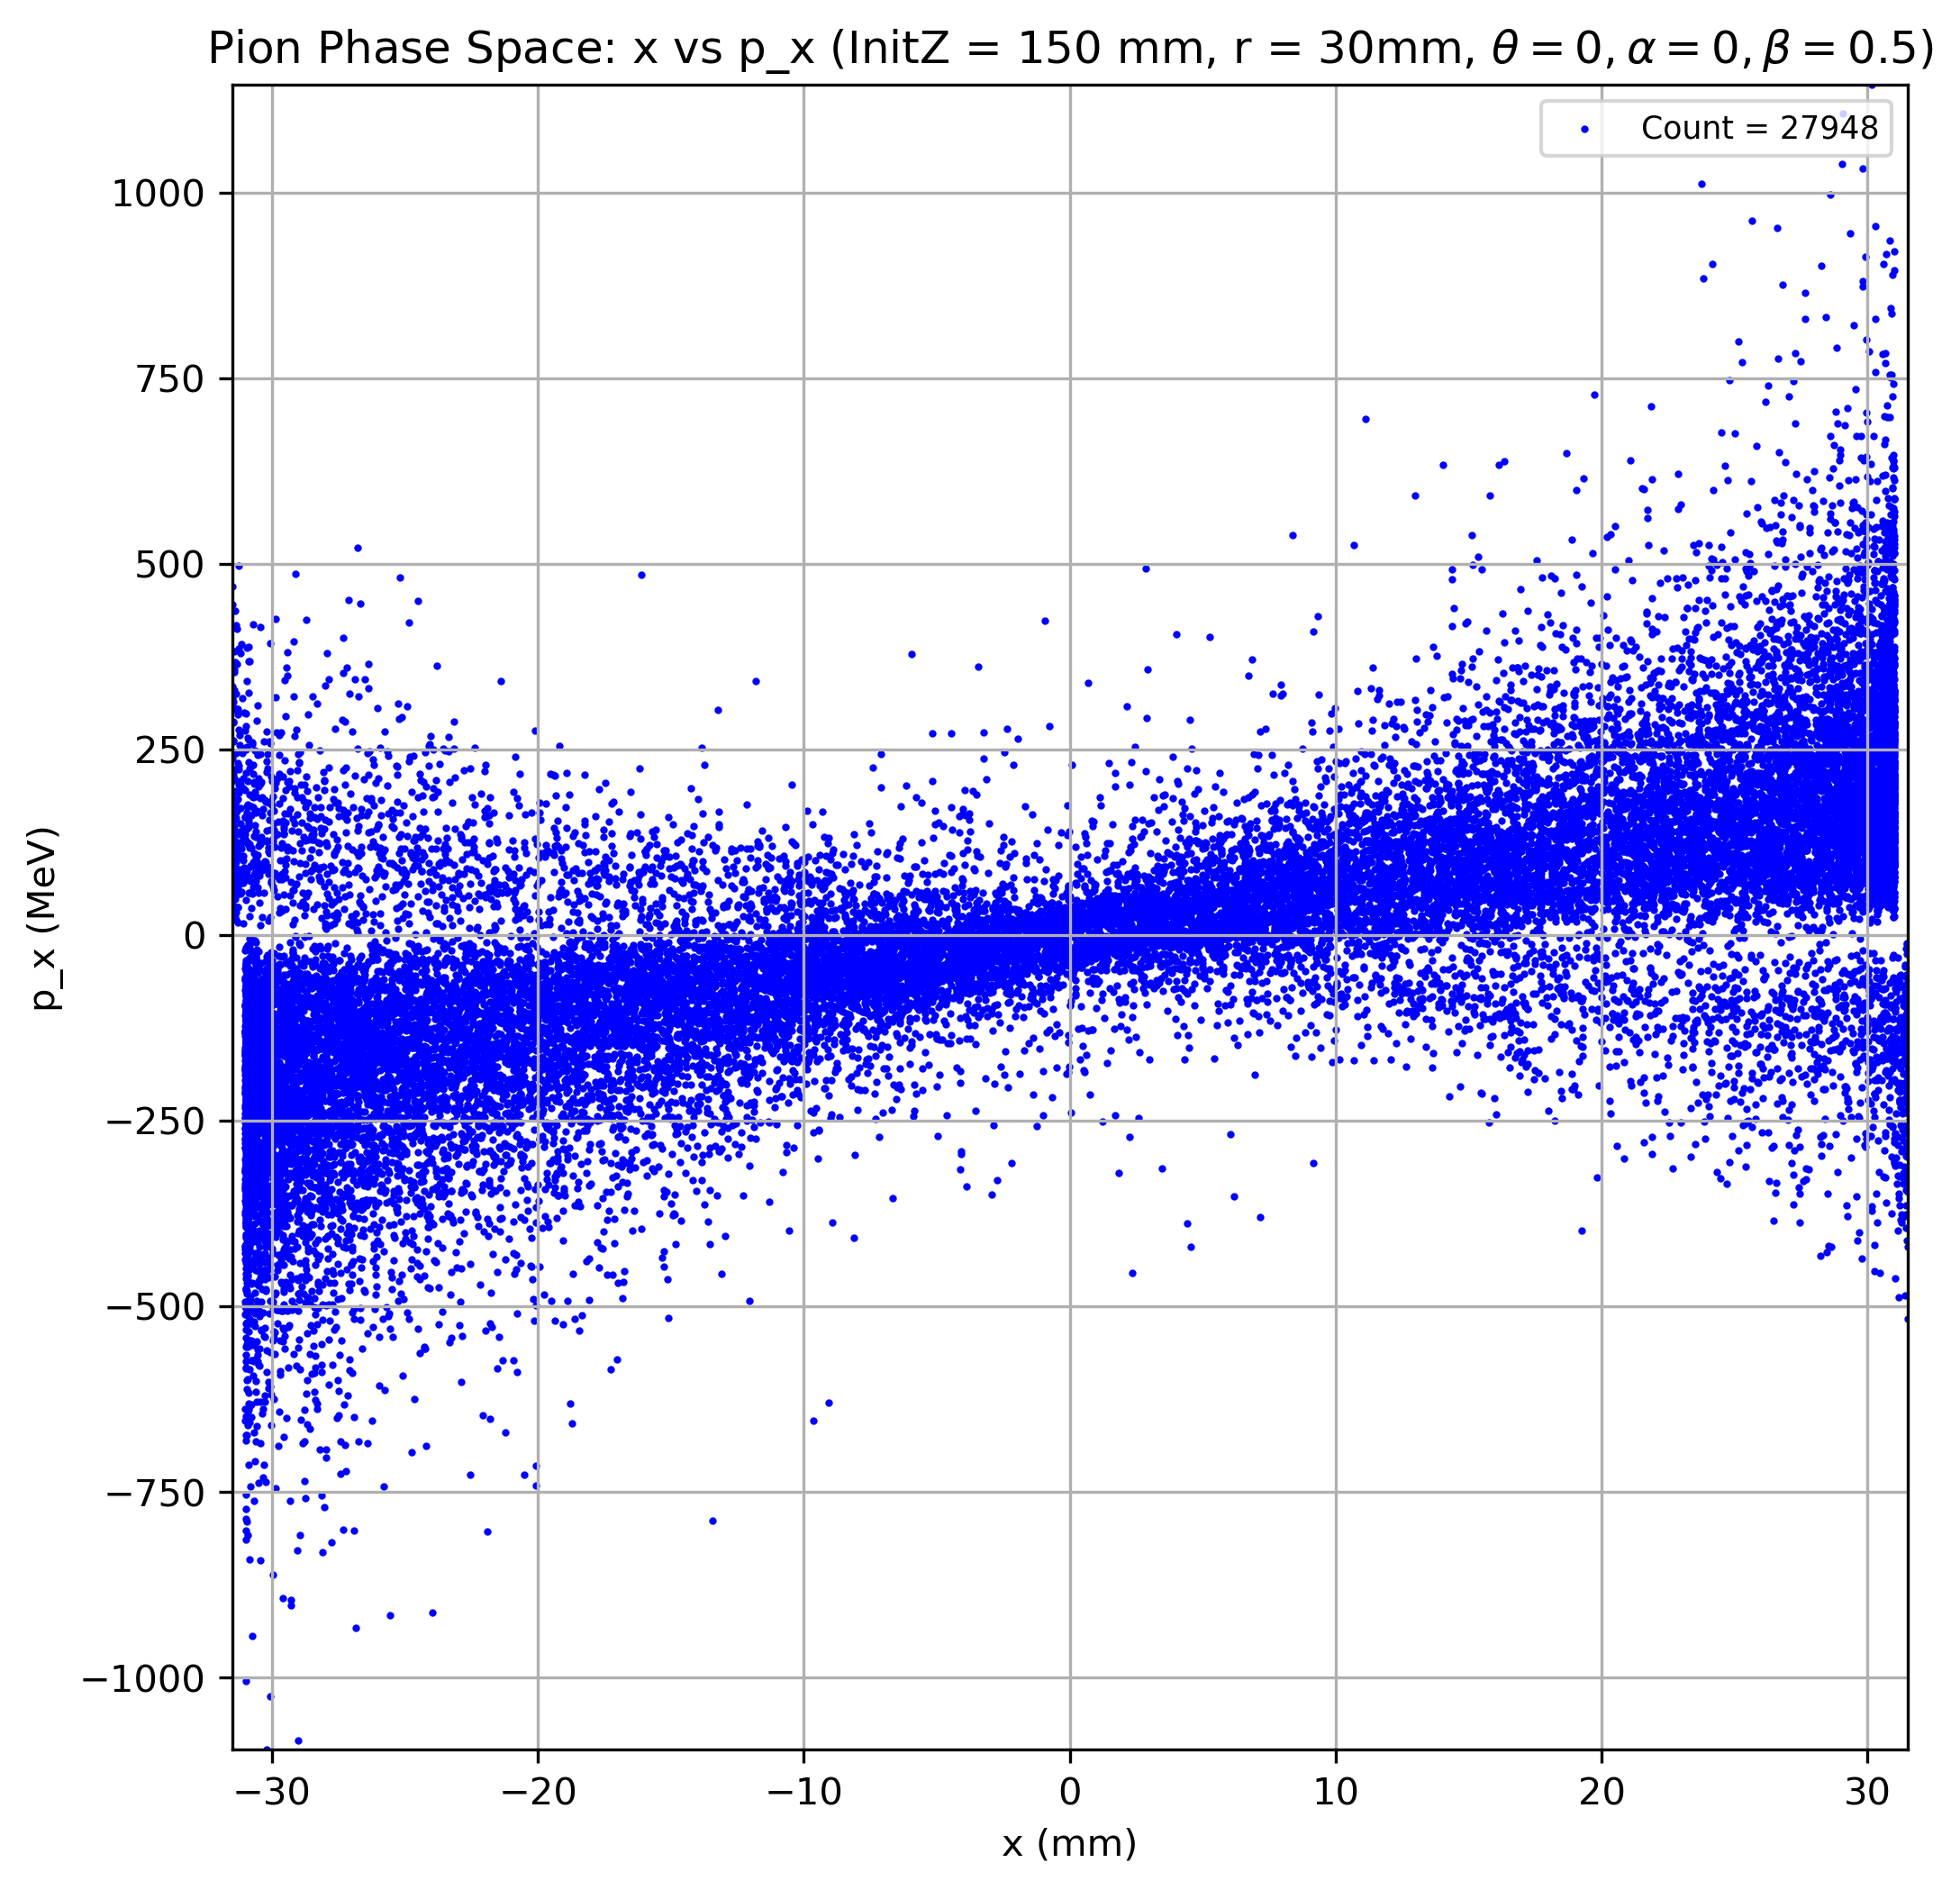 Pion Phase Space: x vs p_x (InitZ = 150 mm, r = 30mm, θ = 0, α = 0, β = 0.5)
Count = 27948
1000
750
500
250
0
−250
−500
−750
−1000
p_x (MeV)
−30 −20 −10 0 10 20 30
x (mm)